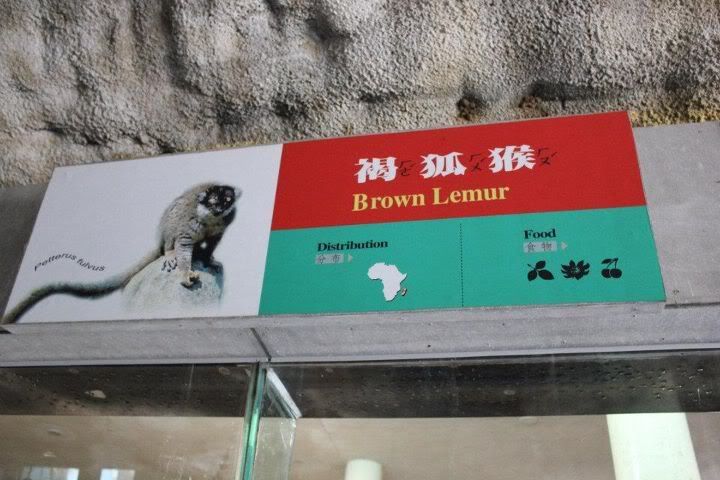 Petterus fulvus
褐狐猴
Brown Lemur
Distribution
分布
Food
食物